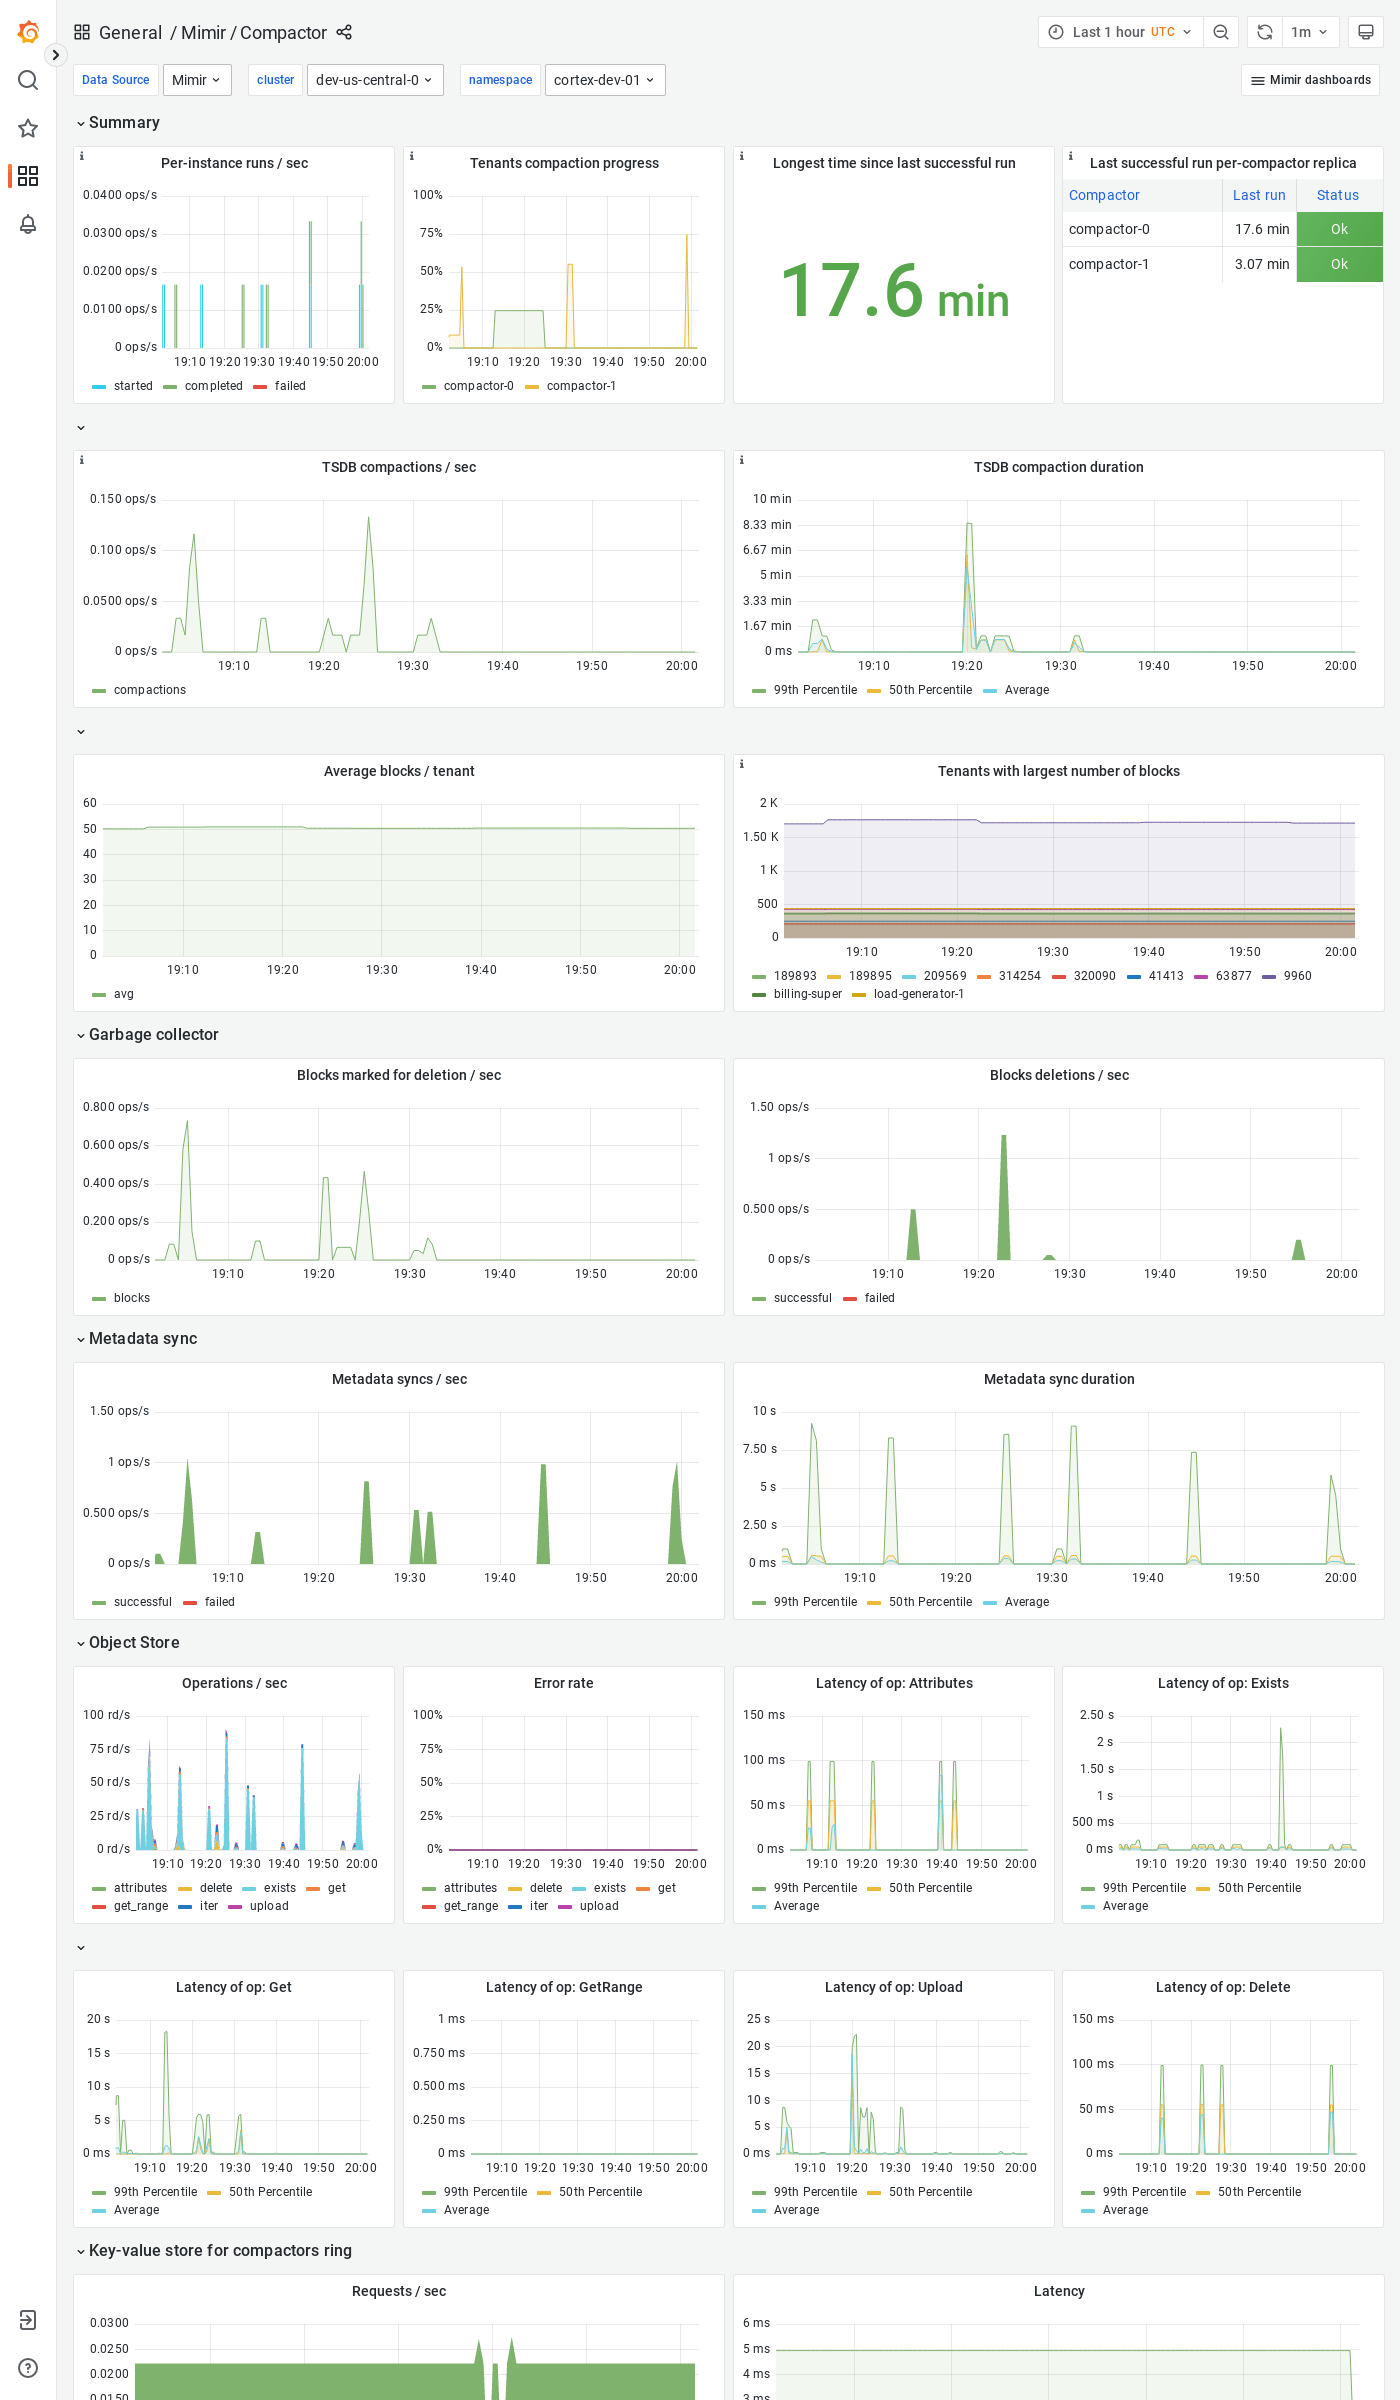 General / Mimir / Compactor
Last 1 hour UTC
1m
Data Source Mimir cluster dev-us-central-0 namespace cortex-dev-01
Mimir dashboards
Summary
Per-instance runs / sec
0.0400 ops/s
0.0300 ops/s
0.0200 ops/s
0.0100 ops/s
0 ops/s
19:10 19:20 19:30 19:40 19:50 20:00
started completed failed
Tenants compaction progress
100%
75%
50%
25%
0%
19:10 19:20 19:30 19:40 19:50 20:00
compactor-0 compactor-1
Longest time since last successful run
17.6 min
Last successful run per-compactor replica
Compactor Last run Status
compactor-0 17.6 min Ok
compactor-1 3.07 min Ok
TSDB compactions / sec
0.150 ops/s
0.100 ops/s
0.0500 ops/s
0 ops/s
19:10 19:20 19:30 19:40 19:50 20:00
compactions
TSDB compaction duration
10 min
8.33 min
6.67 min
5 min
3.33 min
1.67 min
0 ms
19:10 19:20 19:30 19:40 19:50 20:00
99th Percentile 50th Percentile Average
Average blocks / tenant
60
50
40
30
20
10
0
19:10 19:20 19:30 19:40 19:50 20:00
avg
Tenants with largest number of blocks
2 K
1.50 K
1 K
500
0
19:10 19:20 19:30 19:40 19:50 20:00
189893 189895 209569 314254 320090 41413 63877 9960
billing-super load-generator-1
Garbage collector
Blocks marked for deletion / sec
0.800 ops/s
0.600 ops/s
0.400 ops/s
0.200 ops/s
0 ops/s
19:10 19:20 19:30 19:40 19:50 20:00
blocks
Blocks deletions / sec
1.50 ops/s
1 ops/s
0.500 ops/s
0 ops/s
19:10 19:20 19:30 19:40 19:50 20:00
successful failed
Metadata sync
Metadata syncs / sec
1.50 ops/s
1 ops/s
0.500 ops/s
0 ops/s
19:10 19:20 19:30 19:40 19:50 20:00
successful failed
Metadata sync duration
10 s
7.50 s
5 s
2.50 s
0 ms
19:10 19:20 19:30 19:40 19:50 20:00
99th Percentile 50th Percentile Average
Object Store
Operations / sec
100 rd/s
75 rd/s
50 rd/s
25 rd/s
0 rd/s
19:10 19:20 19:30 19:40 19:50 20:00
attributes delete exists get
get_range iter upload
Error rate
100%
75%
50%
25%
0%
19:10 19:20 19:30 19:40 19:50 20:00
attributes delete exists get
get_range iter upload
Latency of op: Attributes
150 ms
100 ms
50 ms
0 ms
19:10 19:20 19:30 19:40 19:50 20:00
99th Percentile 50th Percentile
Average
Latency of op: Exists
2.50 s
2 s
1.50 s
1 s
500 ms
0 ms
19:10 19:20 19:30 19:40 19:50 20:00
99th Percentile 50th Percentile
Average
Latency of op: Get
20 s
15 s
10 s
5 s
0 ms
19:10 19:20 19:30 19:40 19:50 20:00
99th Percentile 50th Percentile
Average
Latency of op: GetRange
1 ms
0.750 ms
0.500 ms
0.250 ms
0 ms
19:10 19:20 19:30 19:40 19:50 20:00
99th Percentile 50th Percentile
Average
Latency of op: Upload
25 s
20 s
15 s
10 s
5 s
0 ms
19:10 19:20 19:30 19:40 19:50 20:00
99th Percentile 50th Percentile
Average
Latency of op: Delete
150 ms
100 ms
50 ms
0 ms
19:10 19:20 19:30 19:40 19:50 20:00
99th Percentile 50th Percentile
Average
Key-value store for compactors ring
Requests / sec
0.0300
0.0250
0.0200
0.0150
Latency
6 ms
5 ms
4 ms
3 ms